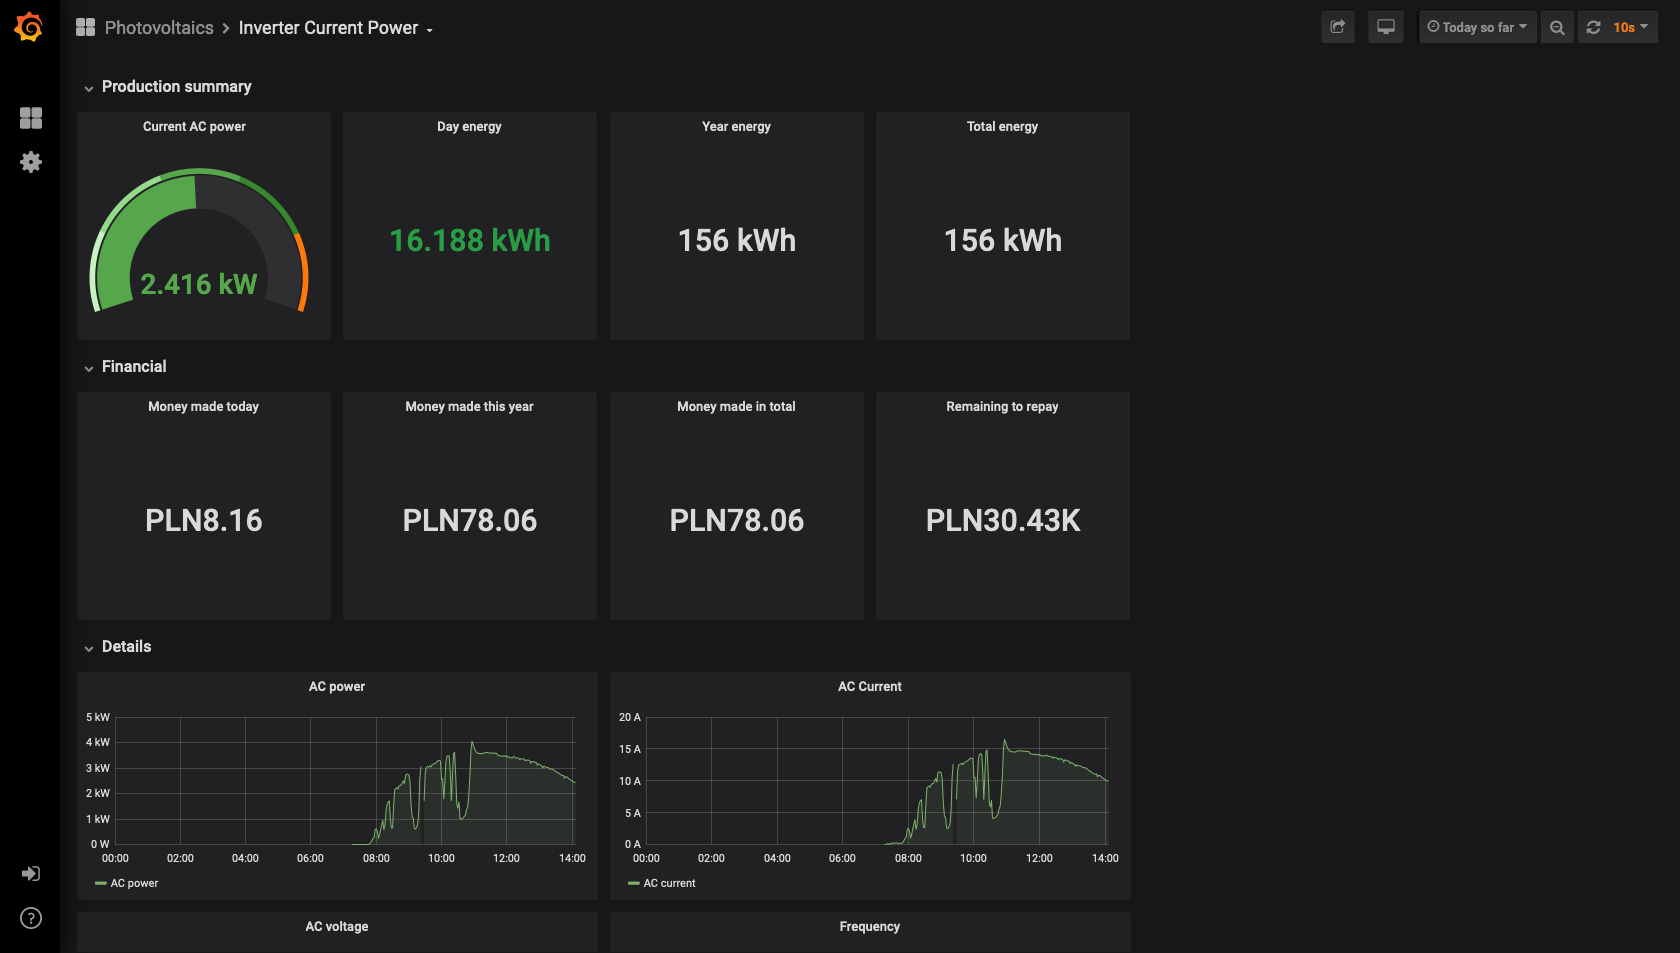 Photovoltaics > Inverter Current Power
Today so far
10s
Production summary
Current AC power
Day energy
Year energy
Total energy
2.416 kW
16.188 kWh
156 kWh
156 kWh
Financial
Money made today
Money made this year
Money made in total
Remaining to repay
PLN8.16
PLN78.06
PLN78.06
PLN30.43K
Details
AC power
5 kW
4 kW
3 kW
2 kW
1 kW
0 W
00:00 02:00 04:00 06:00 08:00 10:00 12:00 14:00
AC power
AC Current
20 A
15 A
10 A
5 A
0 A
00:00 02:00 04:00 06:00 08:00 10:00 12:00 14:00
AC current
AC voltage
Frequency
?